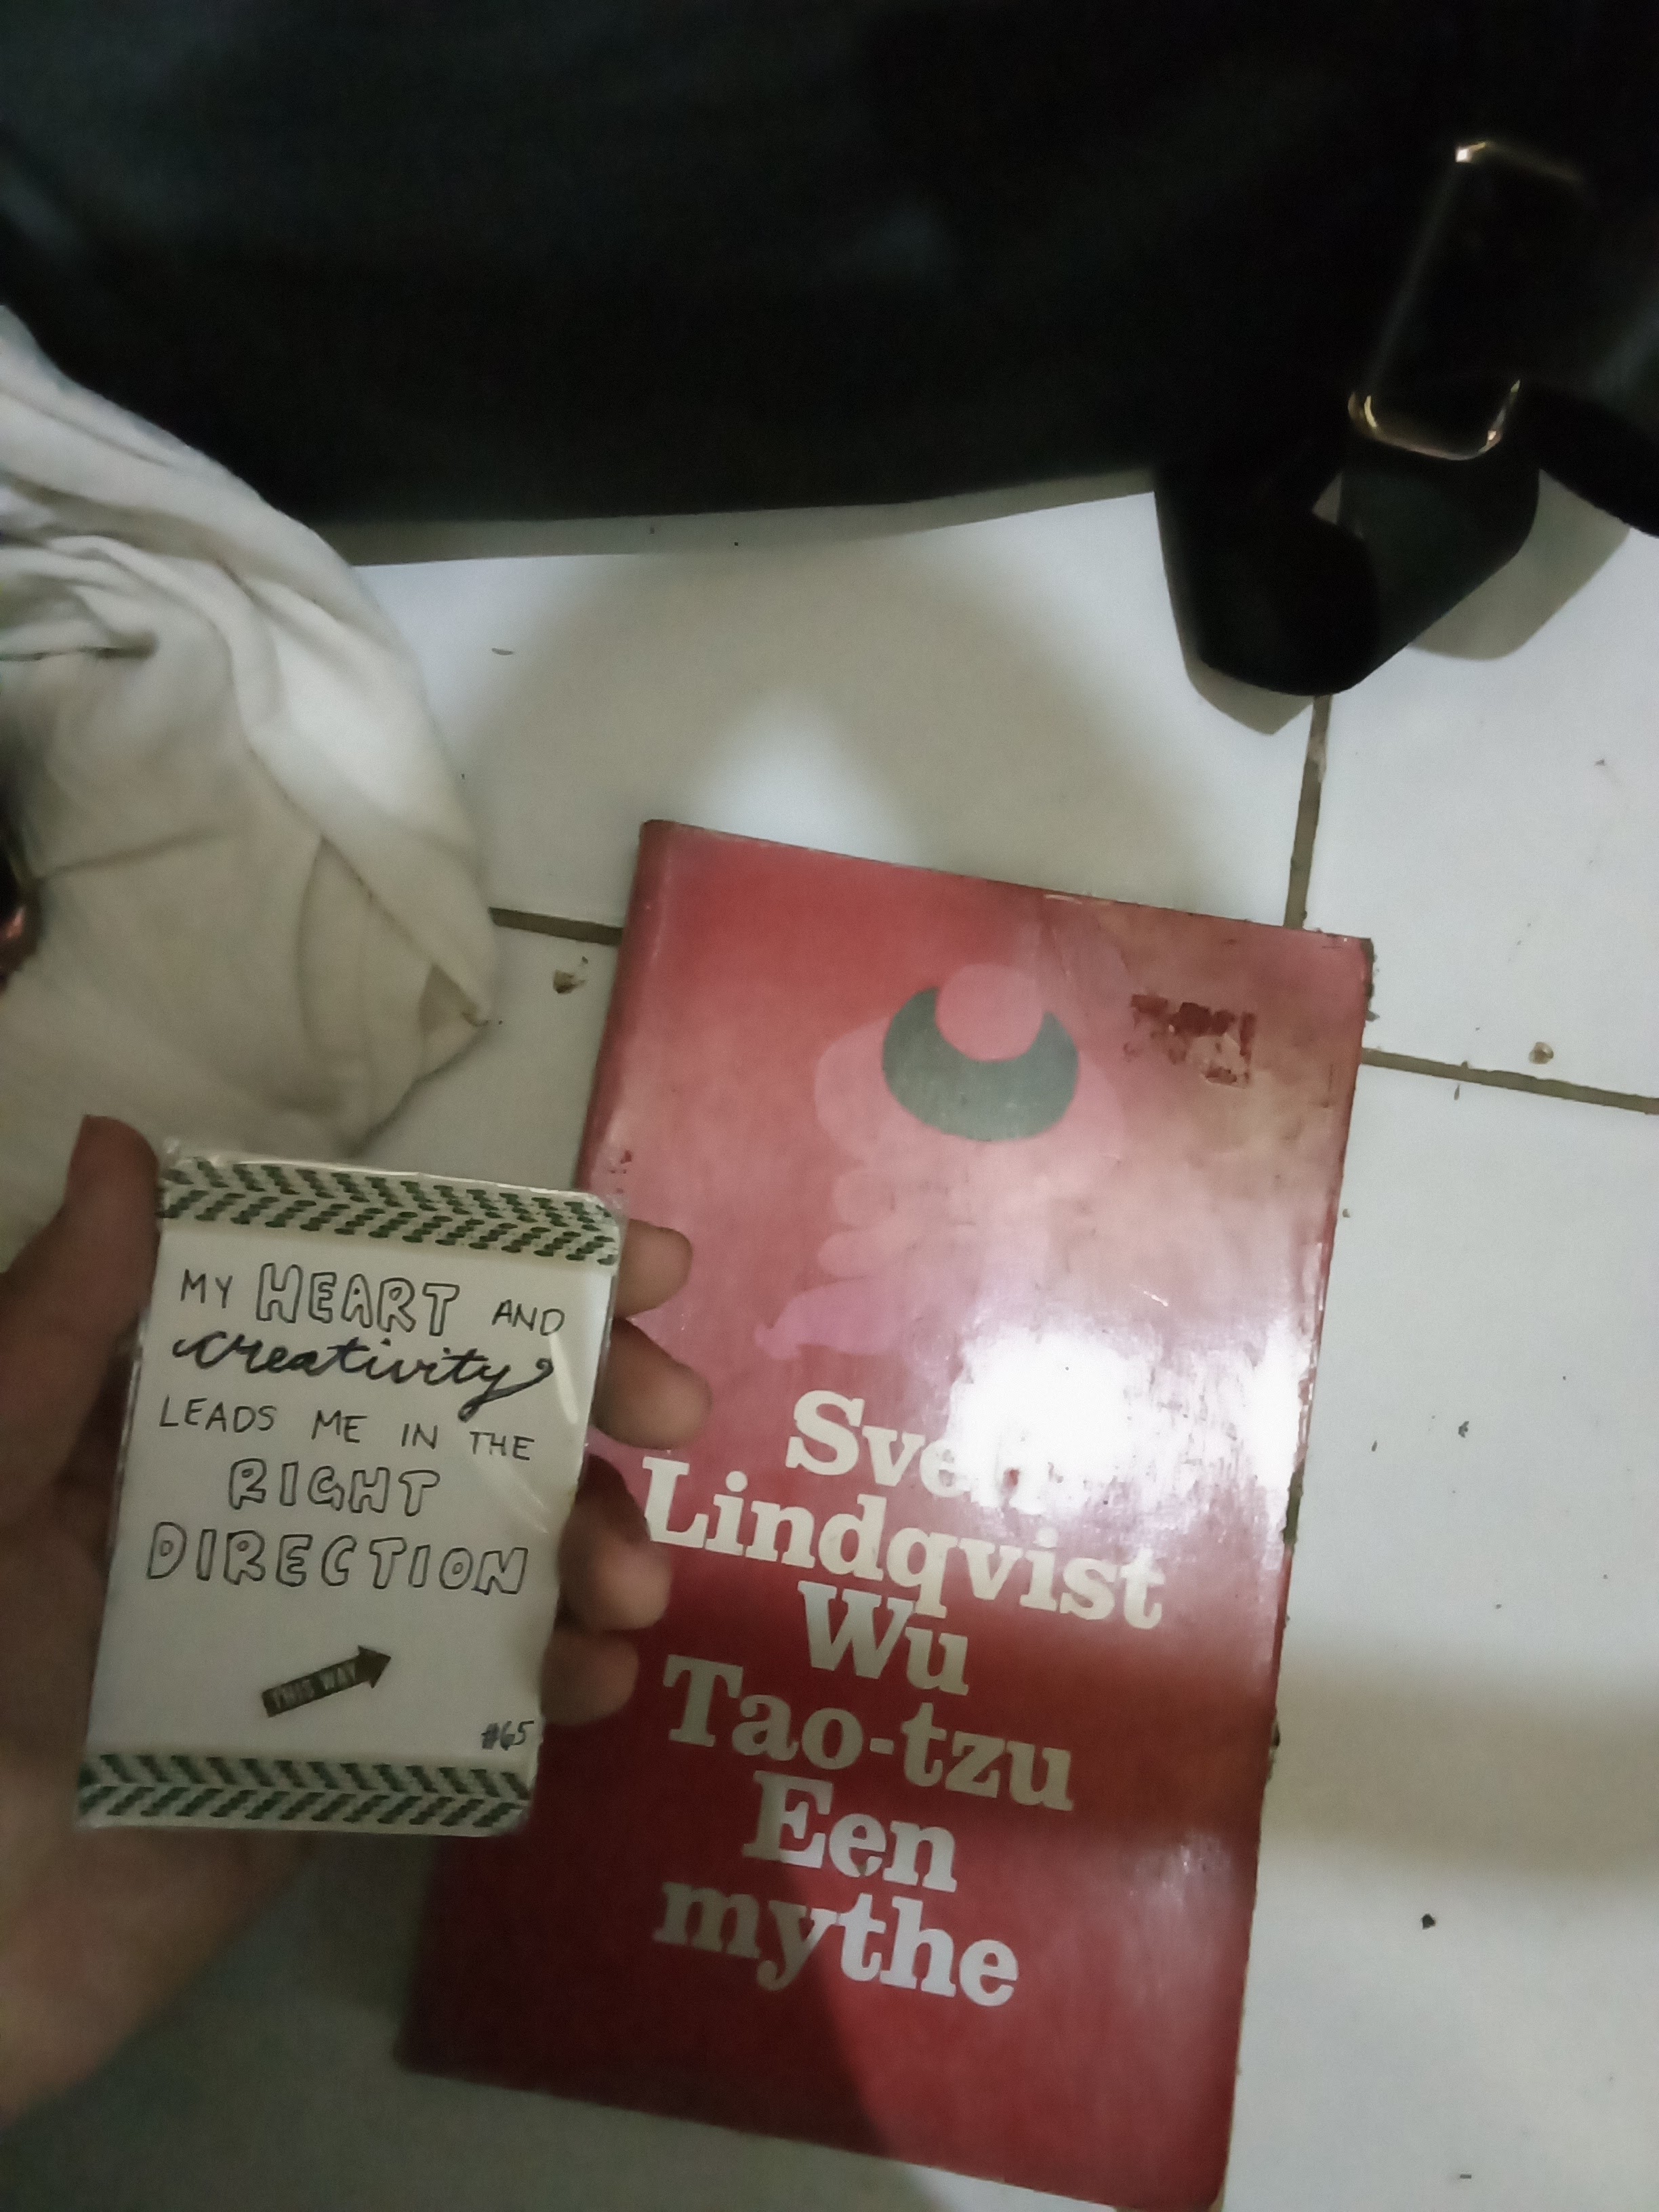 MY HEART AND
creativity
LEADS ME IN THE
RIGHT
DIRECTION
THIS WAY
#65
Sven
Lindqvist
Wu
Tao-tzu
Een
mythe